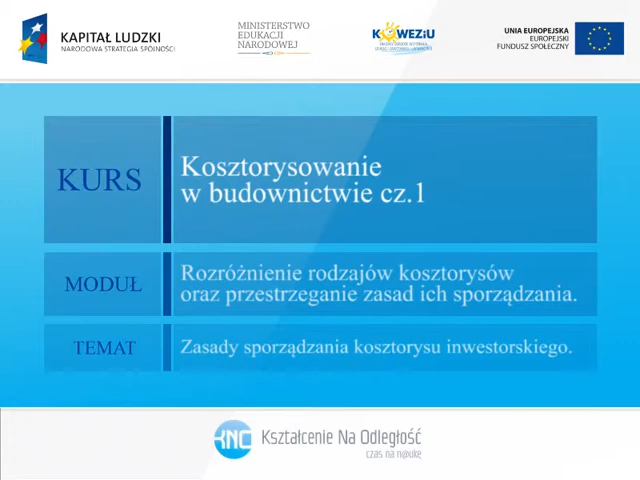 KAPITAŁ LUDZKI
NARODOWA STRATEGIA SPÓJNOŚCI
MINISTERSTWO
EDUKACJI
NARODOWEJ
KOWEZiU
UNIA EUROPEJSKA
EUROPEJSKI
FUNDUSZ SPOŁECZNY
KURS
Kosztorysowanie
w budownictwie cz.1
MODUŁ
Rozróżnienie rodzajów kosztorysów
oraz przestrzeganie zasad ich sporządzania.
TEMAT
Zasady sporządzania kosztorysu inwestorskiego.
KNO Kształcenie Na Odległość
czas na n@ukę